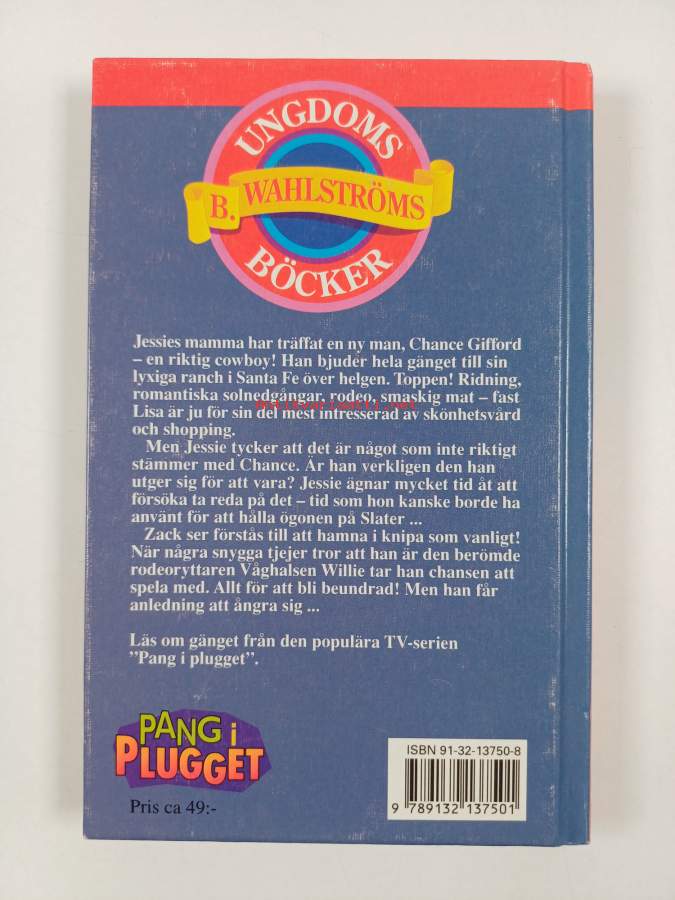 UNGDOMS
B. WAHLSTRÖMS
BÖCKER
Jessies mamma har träffat en ny man, Chance Gifford
– en riktig cowboy! Han bjuder hela gänget till sin
lyxiga ranch i Santa Fe över helgen. Toppen! Ridning,
romantiska solnedgångar, rodeo, smaskig mat – fast
Lisa är ju för sin del mest intresserad av skönhetsvård
och shopping.
Men Jessie tycker att det är något som inte riktigt
stämmer med Chance. Är han verkligen den han
utger sig för att vara? Jessie ägnar mycket tid åt att
försöka ta reda på det – tid som hon kanske borde ha
använt för att hålla ögonen på Slater ...
Zack ser förstås till att hamna i knipa som vanligt!
När några snygga tjejer tror att han är den berömde
rodeoryttaren Våghalsen Willie tar han chansen att
spela med. Allt för att bli beundrad! Men han får
anledning att ångra sig ...
Läs om gänget från den populära TV-serien
”Pang i plugget”.
PANG i
PLUGGET
Pris ca 49:-
ISBN 91-32-13750-8
9 789132 137501